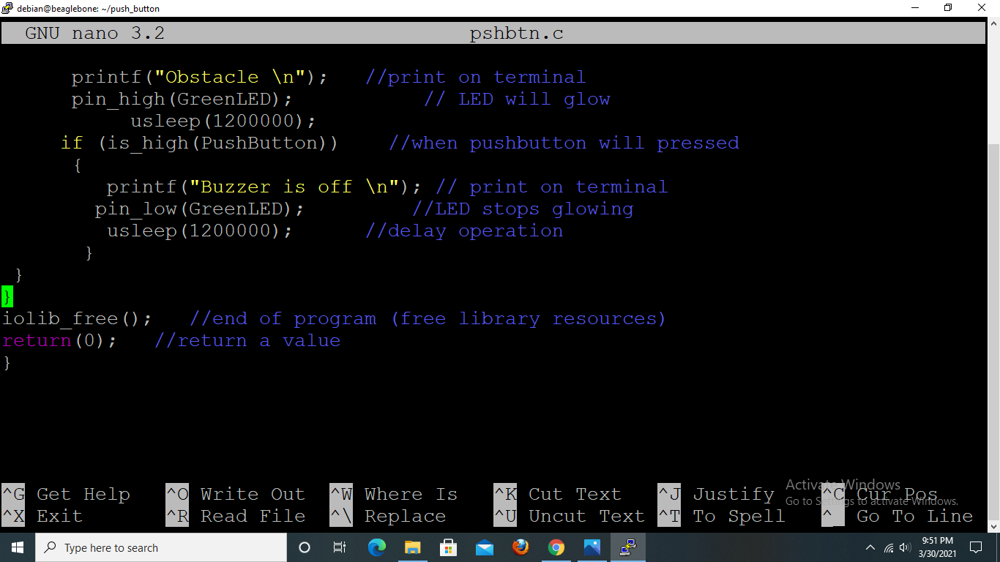 debian@beaglebone: ~/push_button
GNU nano 3.2 pshbtn.c
printf("Obstacle \n"); //print on terminal
pin_high(GreenLED); // LED will glow
usleep(1200000);
if (is_high(PushButton)) //when pushbutton will pressed
{
printf("Buzzer is off \n"); // print on terminal
pin_low(GreenLED); //LED stops glowing
usleep(1200000); //delay operation
}
}
}
iolib_free(); //end of program (free library resources)
return(0); //return a value
}
Activate Windows
Go to Settings to activate Windows.
^G Get Help ^O Write Out ^W Where Is ^K Cut Text ^J Justify ^C Cur Pos
^X Exit ^R Read File ^\ Replace ^U Uncut Text ^T To Spell ^_ Go To Line
Type here to search
9:51 PM
3/30/2021